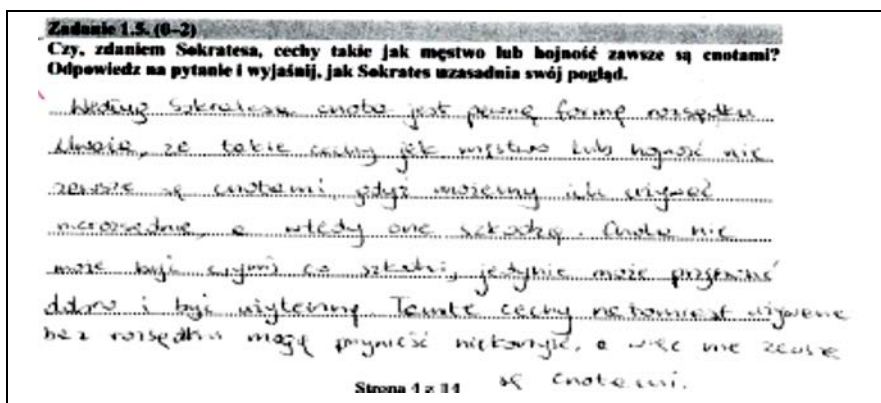 Zadanie 1.5. (0–2)
Czy, zdaniem Sokratesa, cechy takie jak męstwo lub hojność zawsze są cnotami?
Odpowiedz na pytanie i wyjaśnij, jak Sokrates uzasadnia swój pogląd.
Według Sokratesa cnota jest pewną formą rozsądku
Uważa, że takie cechy jak męstwo lub hojność nie
zawsze są cnotami, gdyż możemy ich używać
nierozsądnie, a wtedy one szkodzą. Cnota nie
może być czymś co szkodzi, jedynie może przynosić
dobro i być użyteczną. Tamte cechy natomiast używane
bez rozsądku mogą przynieść niekorzyść, a więc nie zawsze
są cnotami.
Strona 4 z 14